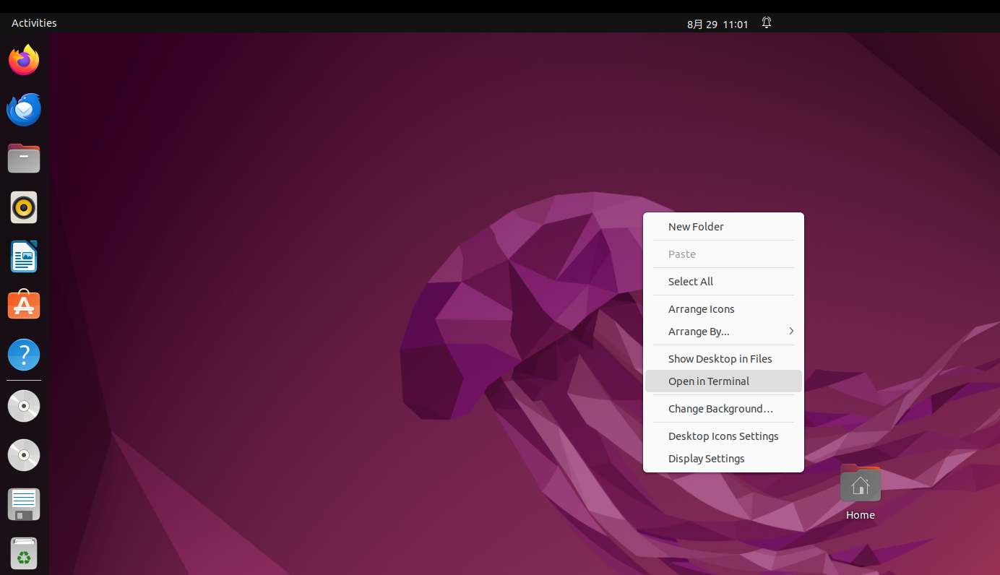 Activities
8月 29 11:01
New Folder
Paste
Select All
Arrange Icons
Arrange By...
Show Desktop in Files
Open in Terminal
Change Background…
Desktop Icons Settings
Display Settings
Home